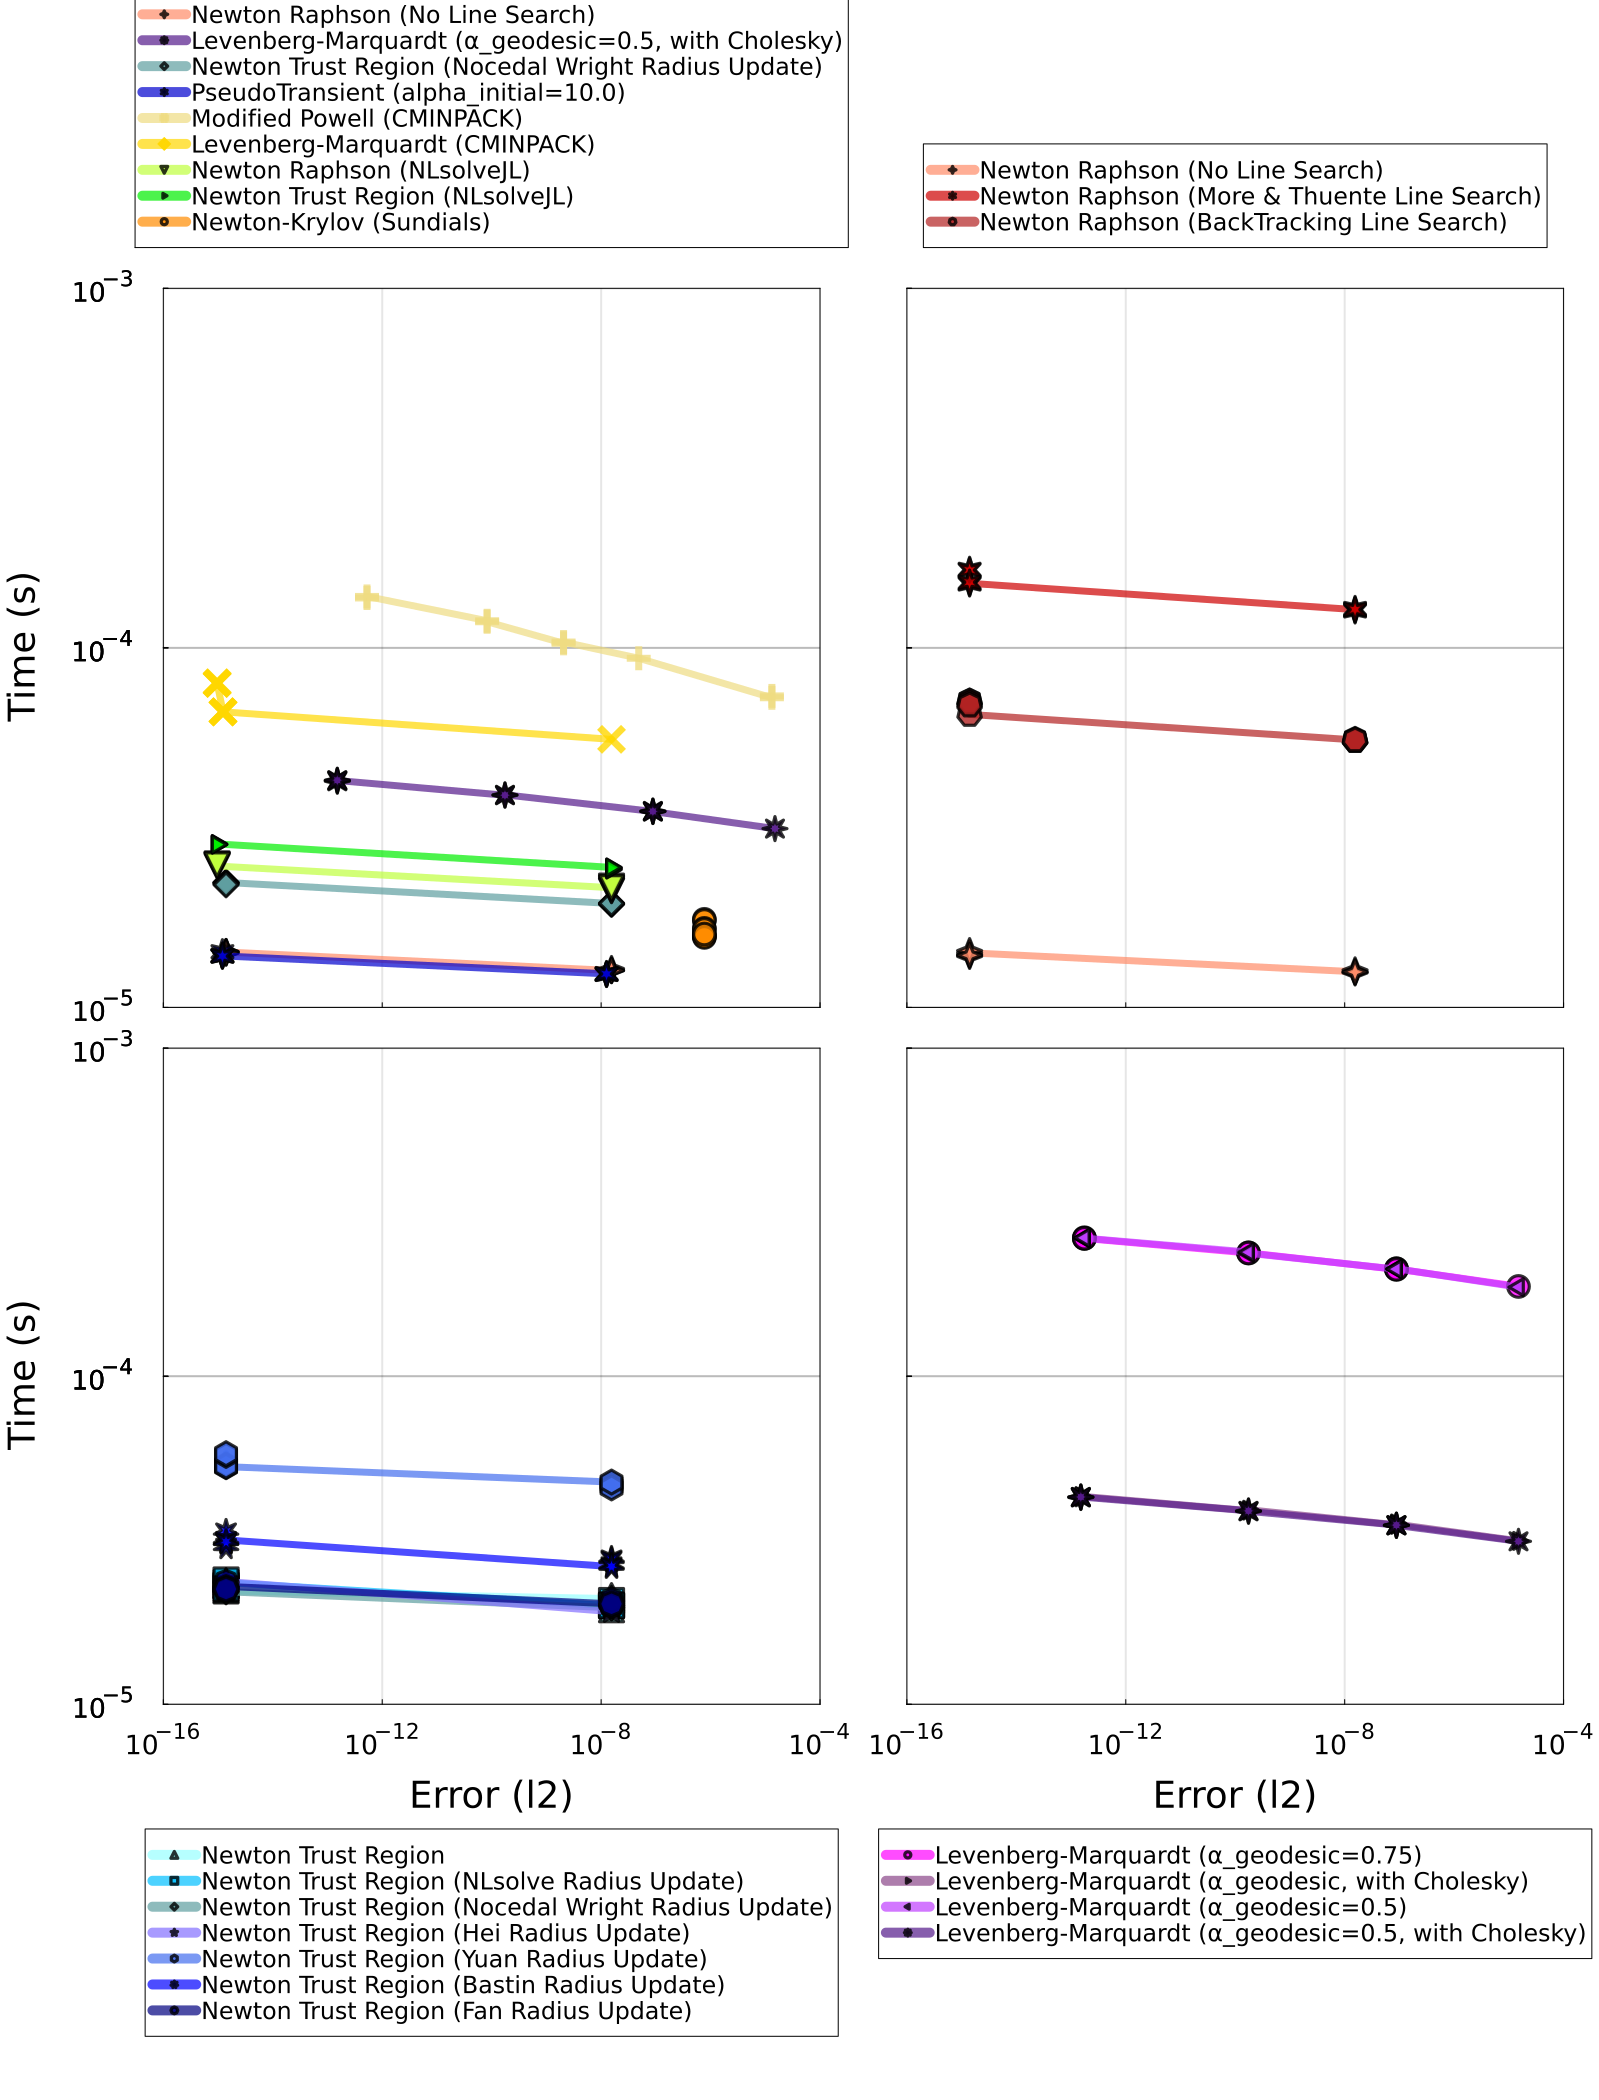 Newton Raphson (No Line Search)
Levenberg-Marquardt (α_geodesic=0.5, with Cholesky)
Newton Trust Region (Nocedal Wright Radius Update)
PseudoTransient (alpha_initial=10.0)
Modified Powell (CMINPACK)
Levenberg-Marquardt (CMINPACK)
Newton Raphson (NLsolveJL)
Newton Trust Region (NLsolveJL)
Newton-Krylov (Sundials)
Newton Raphson (No Line Search)
Newton Raphson (More & Thuente Line Search)
Newton Raphson (BackTracking Line Search)
10⁻³
10⁻⁴
10⁻⁵
Time (s)
10⁻³
10⁻⁴
10⁻⁵
Time (s)
10⁻¹⁶ 10⁻¹² 10⁻⁸ 10⁻⁴
Error (l2)
10⁻¹⁶ 10⁻¹² 10⁻⁸ 10⁻⁴
Error (l2)
Newton Trust Region
Newton Trust Region (NLsolve Radius Update)
Newton Trust Region (Nocedal Wright Radius Update)
Newton Trust Region (Hei Radius Update)
Newton Trust Region (Yuan Radius Update)
Newton Trust Region (Bastin Radius Update)
Newton Trust Region (Fan Radius Update)
Levenberg-Marquardt (α_geodesic=0.75)
Levenberg-Marquardt (α_geodesic, with Cholesky)
Levenberg-Marquardt (α_geodesic=0.5)
Levenberg-Marquardt (α_geodesic=0.5, with Cholesky)